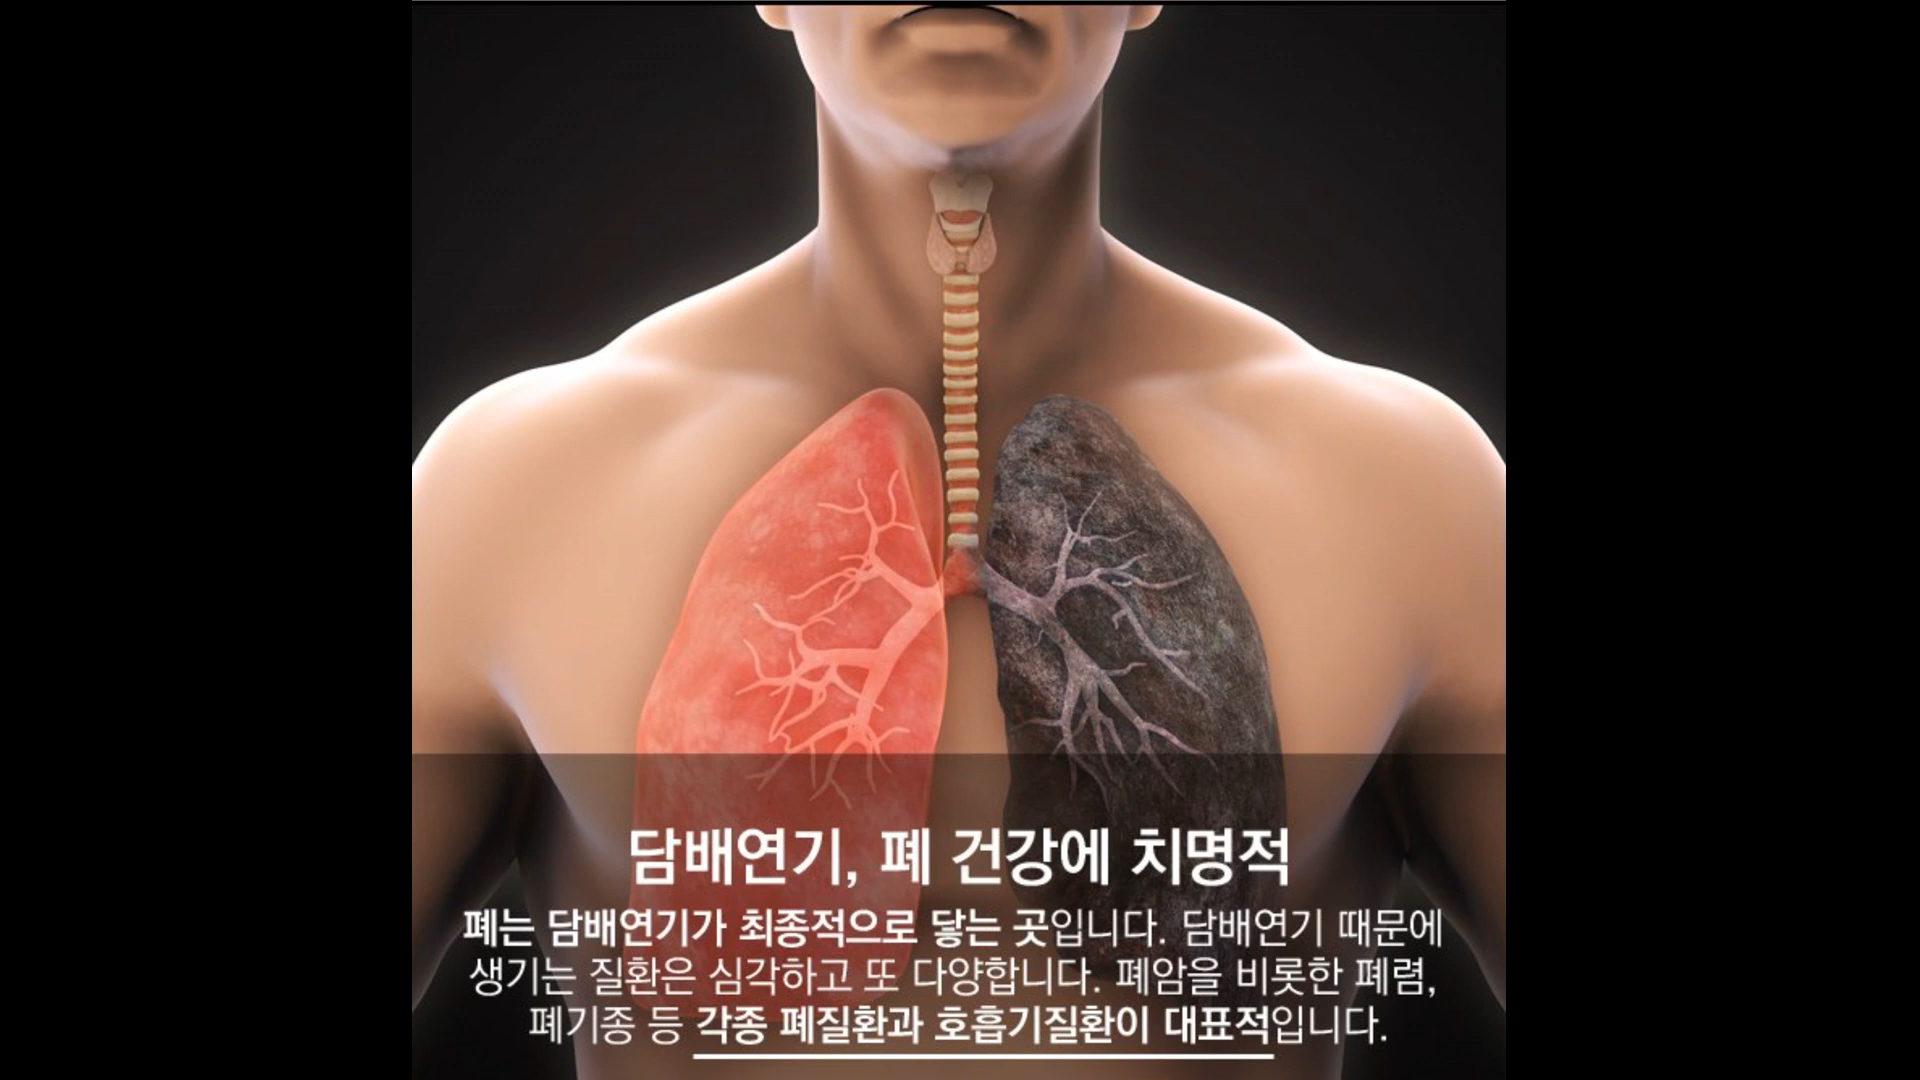 담배연기, 폐 건강에 치명적
폐는 담배연기가 최종적으로 닿는 곳입니다. 담배연기 때문에
생기는 질환은 심각하고 또 다양합니다. 폐암을 비롯한 폐렴,
폐기종 등 각종 폐질환과 호흡기질환이 대표적입니다.